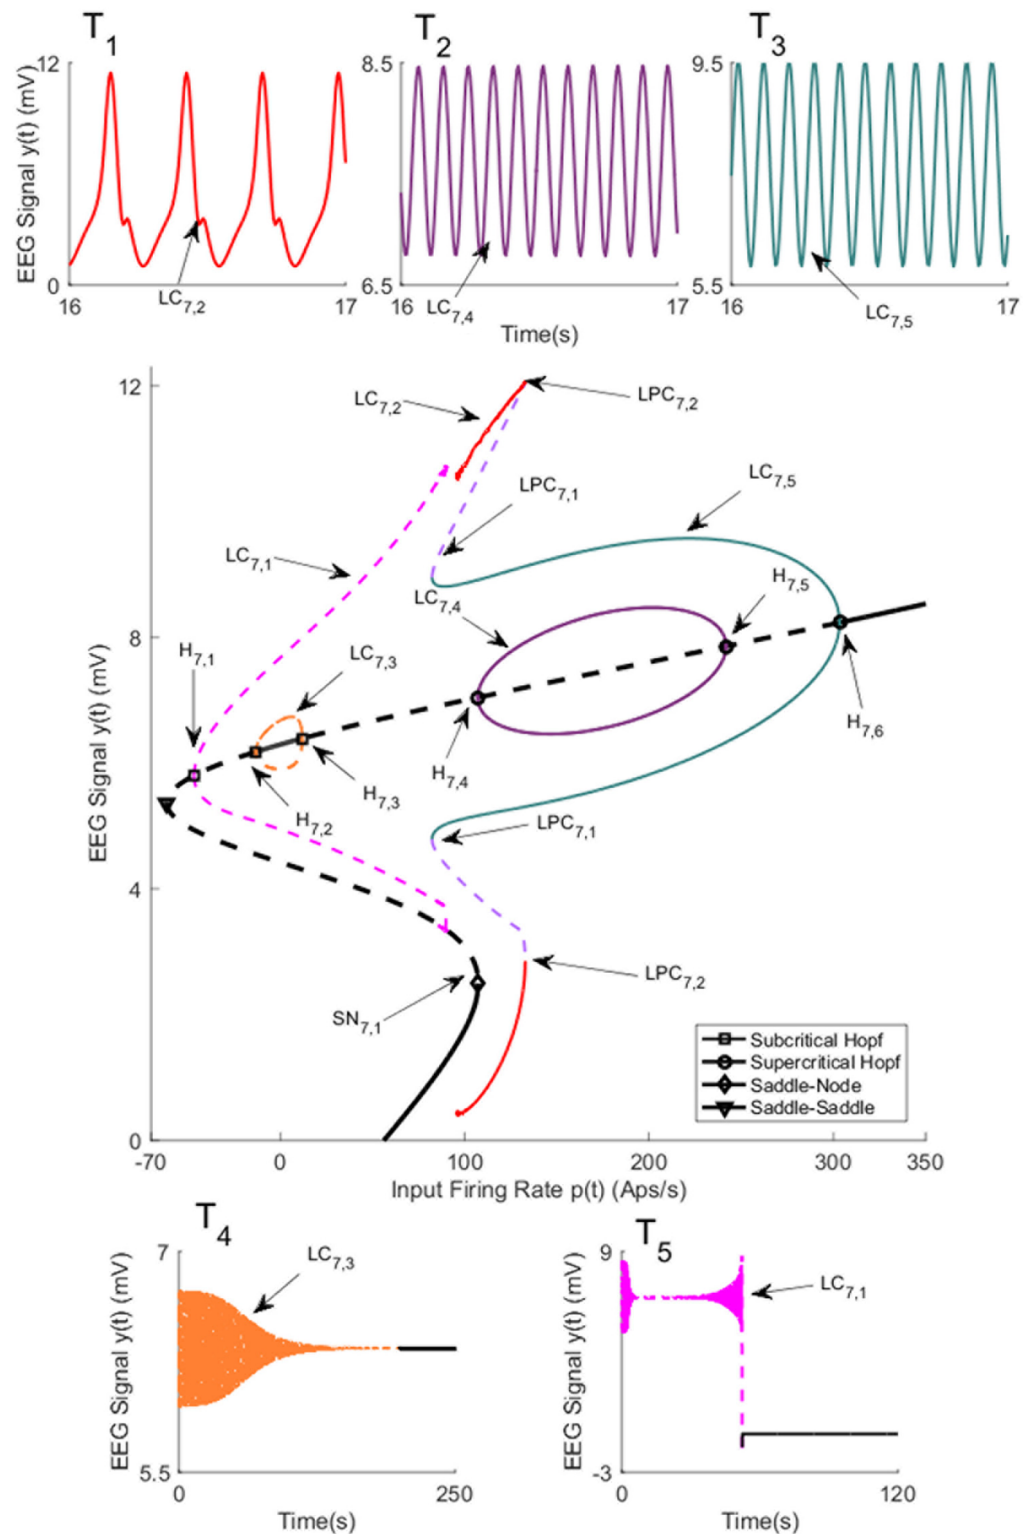 T1
T2
T3
12
8.5
9.5
EEG Signal y(t) (mV)
0
6.5
5.5
LC7,2
LC7,4
LC7,5
16
17
16
17
16
17
Time(s)
12
LC7,2
LPC7,2
LPC7,1
LC7,5
LC7,1
LC7,4
H7,5
8
H7,1
LC7,3
H7,6
H7,4
H7,3
H7,2
LPC7,1
EEG Signal y(t) (mV)
4
LPC7,2
SN7,1
Subcritical Hopf
Supercritical Hopf
Saddle-Node
Saddle-Saddle
0
-70
0
100
200
300
350
Input Firing Rate p(t) (Aps/s)
T4
T5
7
LC7,3
9
LC7,1
EEG Signal y(t) (mV)
EEG Signal y(t) (mV)
5.5
-3
0
250
0
120
Time(s)
Time(s)